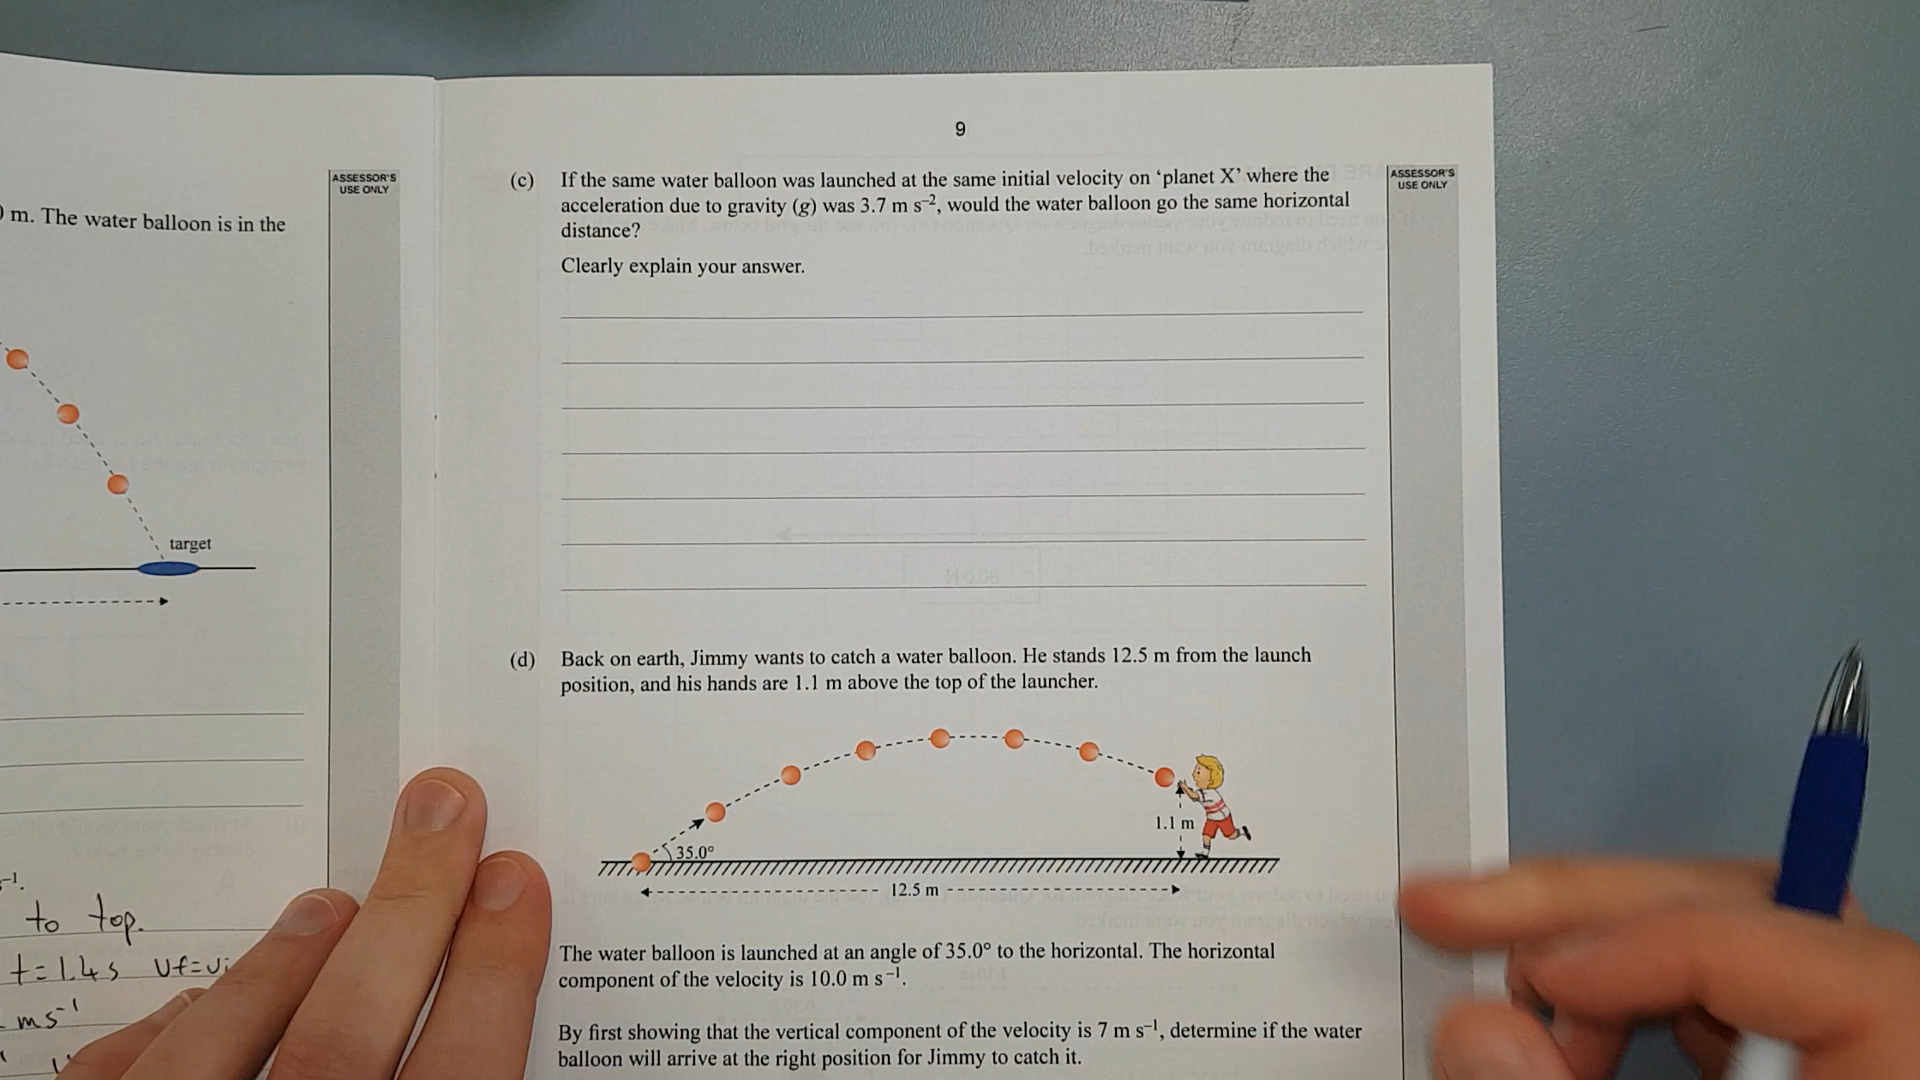 m. The water balloon is in the
ASSESSOR'S
USE ONLY
target
to top.
t=1.4s vf=vi
ms⁻¹
9
ASSESSOR'S
USE ONLY
(c) If the same water balloon was launched at the same initial velocity on ‘planet X’ where the
acceleration due to gravity (g) was 3.7 m s⁻², would the water balloon go the same horizontal
distance?
Clearly explain your answer.
(d) Back on earth, Jimmy wants to catch a water balloon. He stands 12.5 m from the launch
position, and his hands are 1.1 m above the top of the launcher.
1.1 m
35.0°
12.5 m
The water balloon is launched at an angle of 35.0° to the horizontal. The horizontal
component of the velocity is 10.0 m s⁻¹.
By first showing that the vertical component of the velocity is 7 m s⁻¹, determine if the water
balloon will arrive at the right position for Jimmy to catch it.